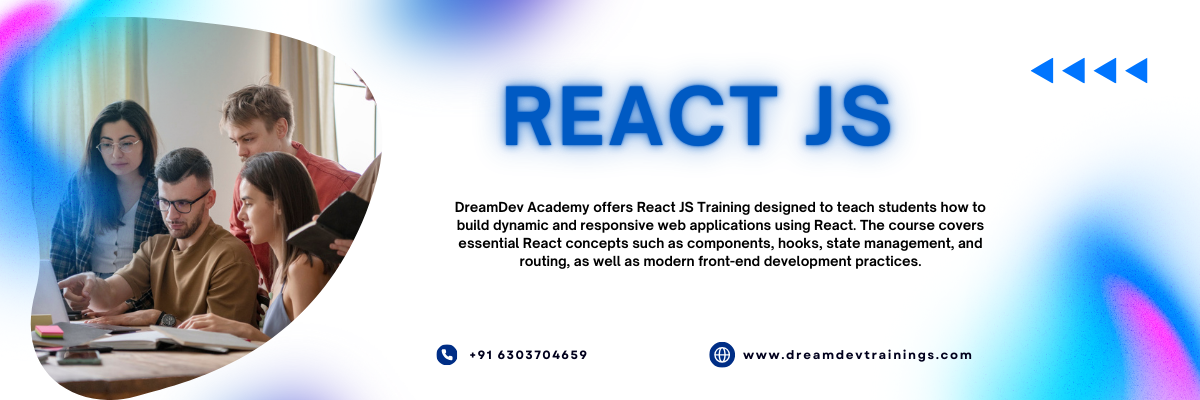 REACT JS
DreamDev Academy offers React JS Training designed to teach students how to
build dynamic and responsive web applications using React. The course covers
essential React concepts such as components, hooks, state management, and
routing, as well as modern front-end development practices.
+91 6303704659
www.dreamdevtrainings.com